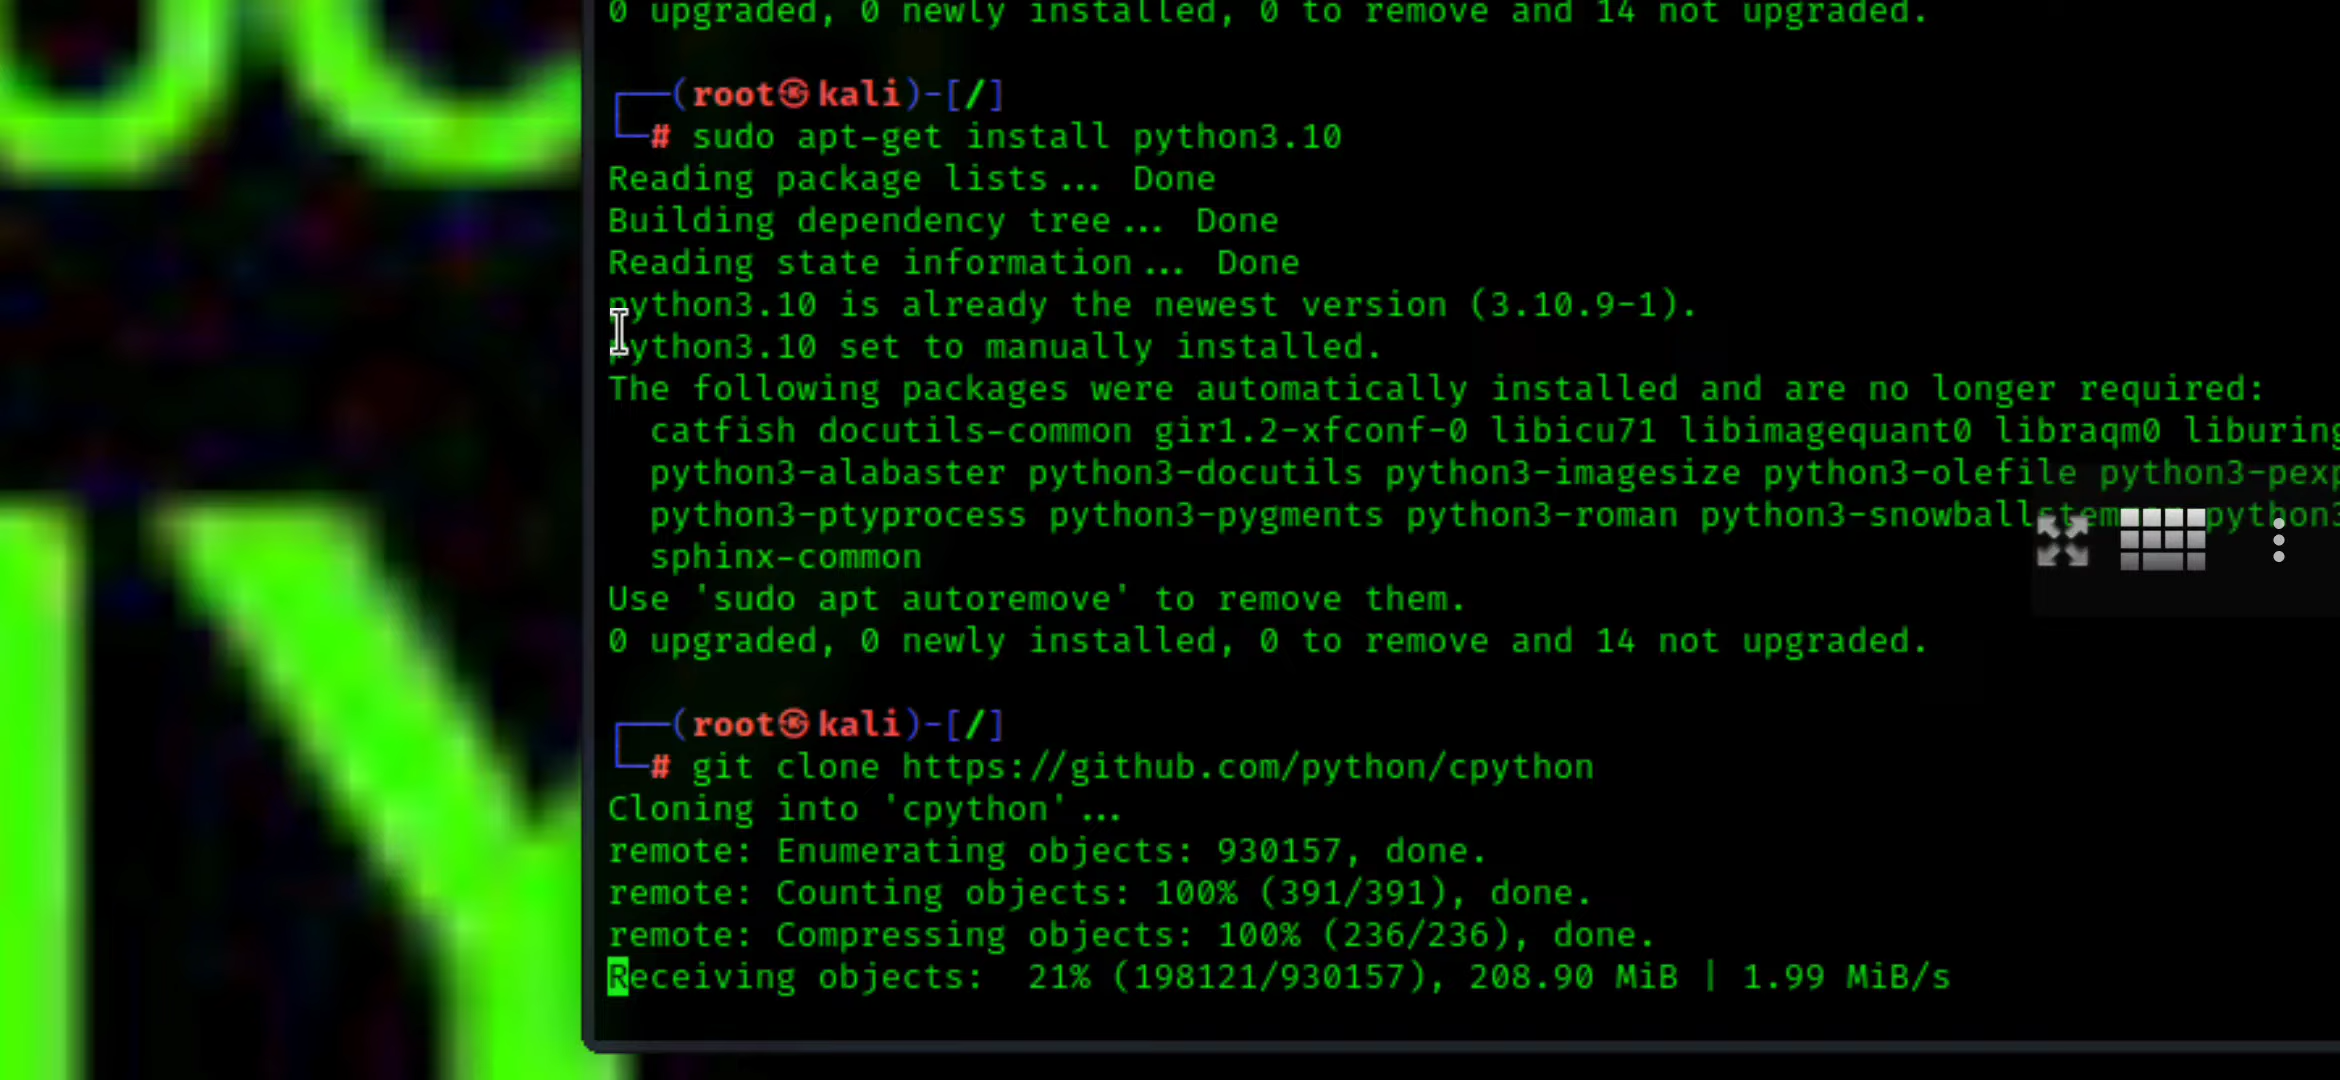 0 upgraded, 0 newly installed, 0 to remove and 14 not upgraded.
┌──(root㉿kali)-[/]
└─# sudo apt-get install python3.10
Reading package lists... Done
Building dependency tree... Done
Reading state information... Done
python3.10 is already the newest version (3.10.9-1).
python3.10 set to manually installed.
The following packages were automatically installed and are no longer required:
catfish docutils-common gir1.2-xfconf-0 libicu71 libimagequant0 libraqm0 liburing
python3-alabaster python3-docutils python3-imagesize python3-olefile python3-pexp
python3-ptyprocess python3-pygments python3-roman python3-snowballstem python3
sphinx-common
Use 'sudo apt autoremove' to remove them.
0 upgraded, 0 newly installed, 0 to remove and 14 not upgraded.
┌──(root㉿kali)-[/]
└─# git clone https://github.com/python/cpython
Cloning into 'cpython'...
remote: Enumerating objects: 930157, done.
remote: Counting objects: 100% (391/391), done.
remote: Compressing objects: 100% (236/236), done.
Receiving objects:  21% (198121/930157), 208.90 MiB | 1.99 MiB/s